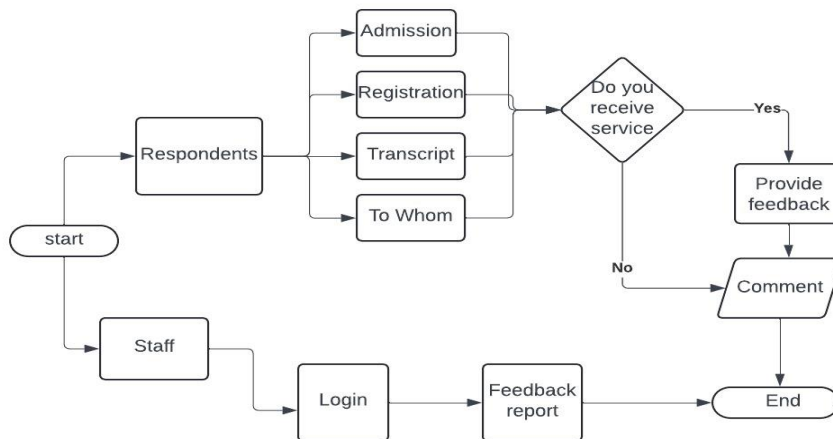 Admission
Registration
Transcript
To Whom
Respondents
start
Do you
receive
service
Yes
No
Provide
feedback
Comment
Staff
Login
Feedback
report
End